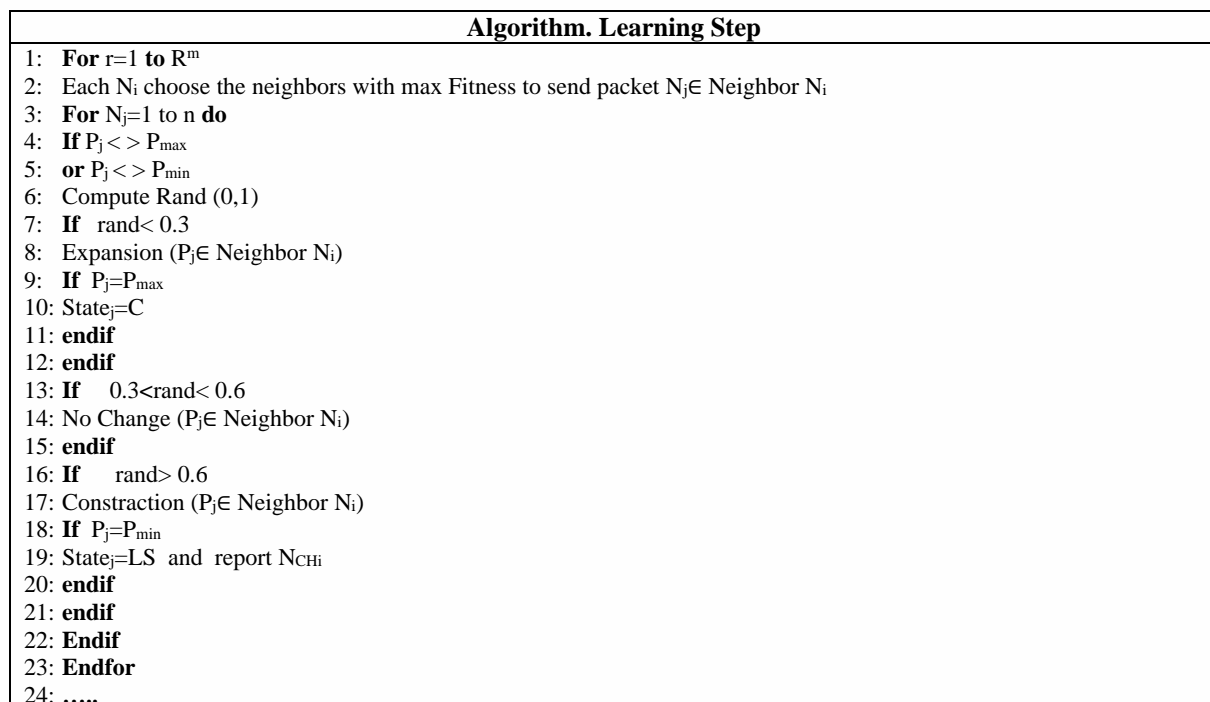 Algorithm. Learning Step
1: For r=1 to Rᵐ
2: Each Nᵢ choose the neighbors with max Fitness to send packet Nⱼ∈ Neighbor Nᵢ
3: For Nⱼ=1 to n do
4: If Pⱼ < > Pmax
5: or Pⱼ < > Pmin
6: Compute Rand (0,1)
7: If rand< 0.3
8: Expansion (Pⱼ∈ Neighbor Nᵢ)
9: If Pⱼ=Pmax
10: Stateⱼ=C
11: endif
12: endif
13: If 0.3<rand< 0.6
14: No Change (Pⱼ∈ Neighbor Nᵢ)
15: endif
16: If rand> 0.6
17: Constraction (Pⱼ∈ Neighbor Nᵢ)
18: If Pⱼ=Pmin
19: Stateⱼ=LS and report NCHi
20: endif
21: endif
22: Endif
23: Endfor
24: .....